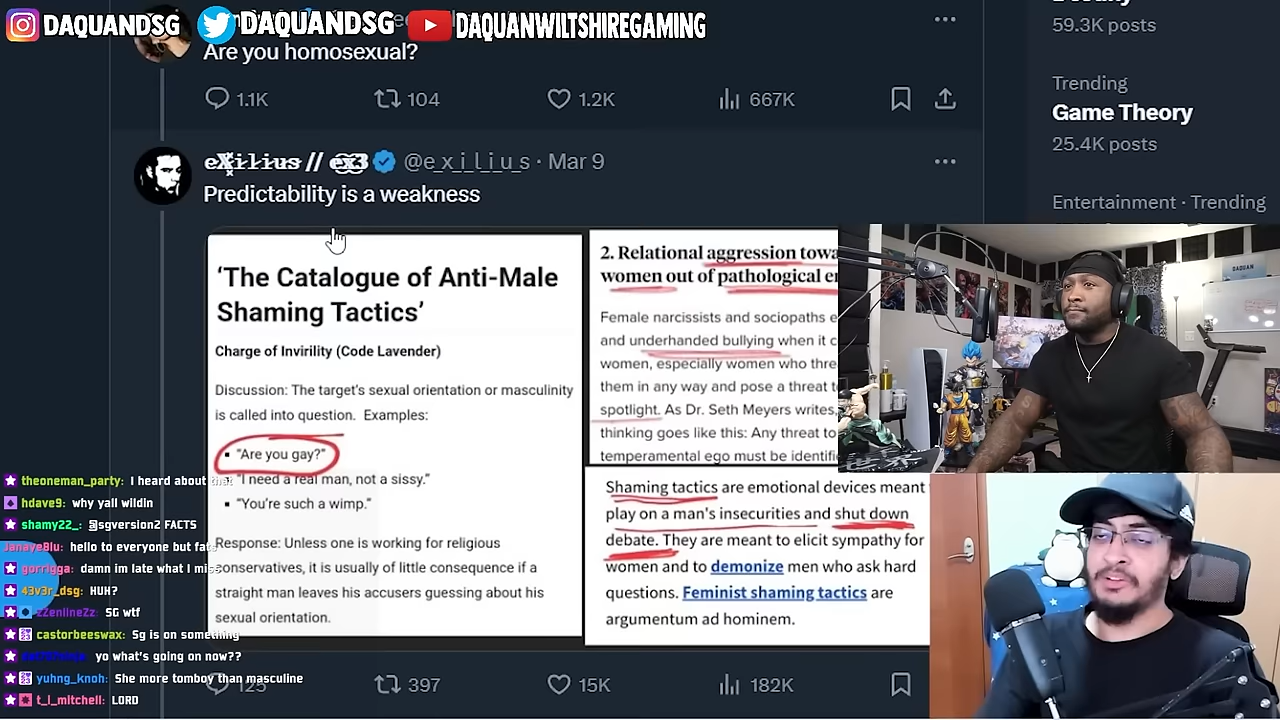 DAQUANDSG DAQUANDSG DAQUANWILTSHIREGAMING
Are you homosexual?
1.1K 104 1.2K 667K
59.3K posts
Trending
Game Theory
25.4K posts
Entertainment · Trending
eXilius // ex3 @e_x_i_l_i_u_s · Mar 9
Predictability is a weakness
‘The Catalogue of Anti-Male
Shaming Tactics’
Charge of Invirility (Code Lavender)
Discussion: The target's sexual orientation or masculinity
is called into question. Examples:
▪ "Are you gay?"
▪ "I need a real man, not a sissy."
▪ "You're such a wimp."
Response: Unless one is working for religious
conservatives, it is usually of little consequence if a
straight man leaves his accusers guessing about his
sexual orientation.
2. Relational aggression
women out of pathological
Female narcissists and sociopaths
and underhanded bullying when it
women, especially women who
them in any way and pose a threat
spotlight. As Dr. Seth Meyers writes,
thinking goes like this: Any threat to
temperamental ego must be
Shaming tactics are emotional devices meant
play on a man's insecurities and shut down
debate. They are meant to elicit sympathy for
women and to demonize men who ask hard
questions. Feminist shaming tactics are
argumentum ad hominem.
125 397 15K 182K
DAQUAN
theoneman_party: I heard about that
hdave9: why yall wildin
shamy22_: @sgversion2 FACTS
janayeBlu: hello to everyone but fats
gorrigga: damn im late what I miss
43v3r_dsg: HUH?
zZenlineZz: SG wtf
castorbeeswax: Sg is on something
yo what's going on now??
yuhng_knoh: She more tomboy than masculine
t_l_mitchell: LORD